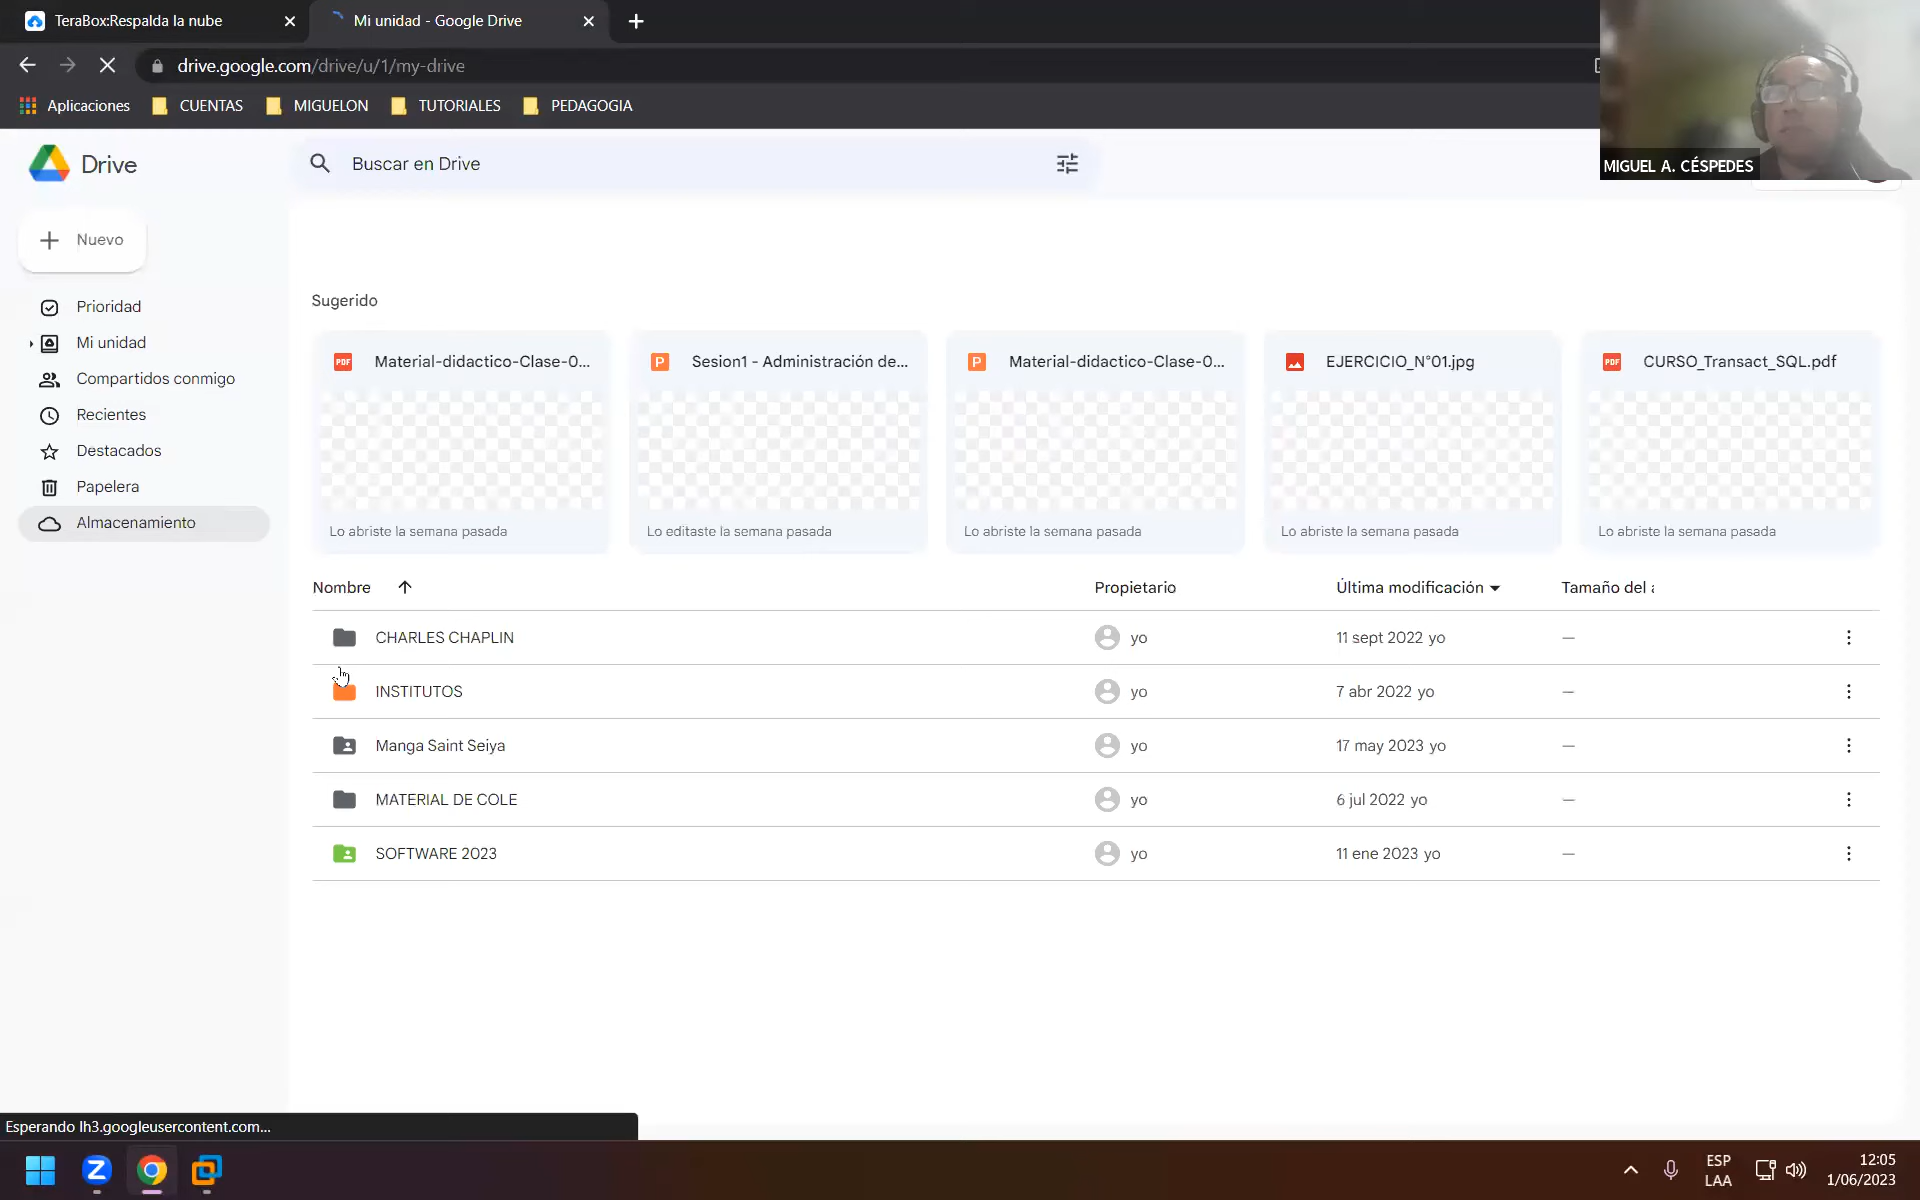 TeraBox:Respalda la nube
Mi unidad - Google Drive
drive.google.com/drive/u/1/my-drive
Aplicaciones
CUENTAS
MIGUELON
TUTORIALES
PEDAGOGIA
MIGUEL A. CÉSPEDES
Drive
Buscar en Drive
Nuevo
Prioridad
Mi unidad
Compartidos conmigo
Recientes
Destacados
Papelera
Almacenamiento
Sugerido
PDF Material-didactico-Clase-0...
P Sesion1 - Administración de...
P Material-didactico-Clase-0...
EJERCICIO_N°01.jpg
PDF CURSO_Transact_SQL.pdf
Lo abriste la semana pasada
Lo editaste la semana pasada
Lo abriste la semana pasada
Lo abriste la semana pasada
Lo abriste la semana pasada
Nombre Propietario Última modificación Tamaño del
CHARLES CHAPLIN yo 11 sept 2022 yo —
INSTITUTOS yo 7 abr 2022 yo —
Manga Saint Seiya yo 17 may 2023 yo —
MATERIAL DE COLE yo 6 jul 2022 yo —
SOFTWARE 2023 yo 11 ene 2023 yo —
Esperando lh3.googleusercontent.com...
ESP
LAA
12:05
1/06/2023